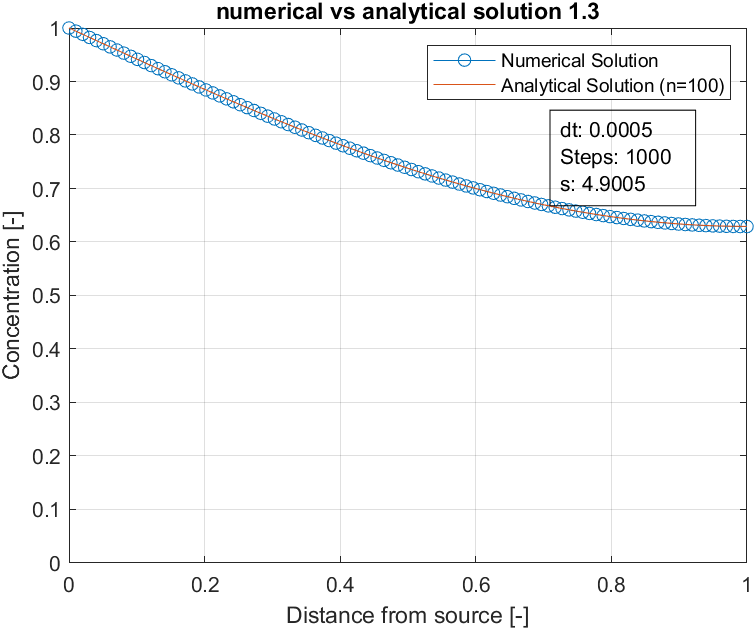 numerical vs analytical solution 1.3
1
0.9
0.8
0.7
0.6
0.5
0.4
0.3
0.2
0.1
0
Concentration [-]
Numerical Solution
Analytical Solution (n=100)
dt: 0.0005
Steps: 1000
s: 4.9005
0 0.2 0.4 0.6 0.8 1
Distance from source [-]